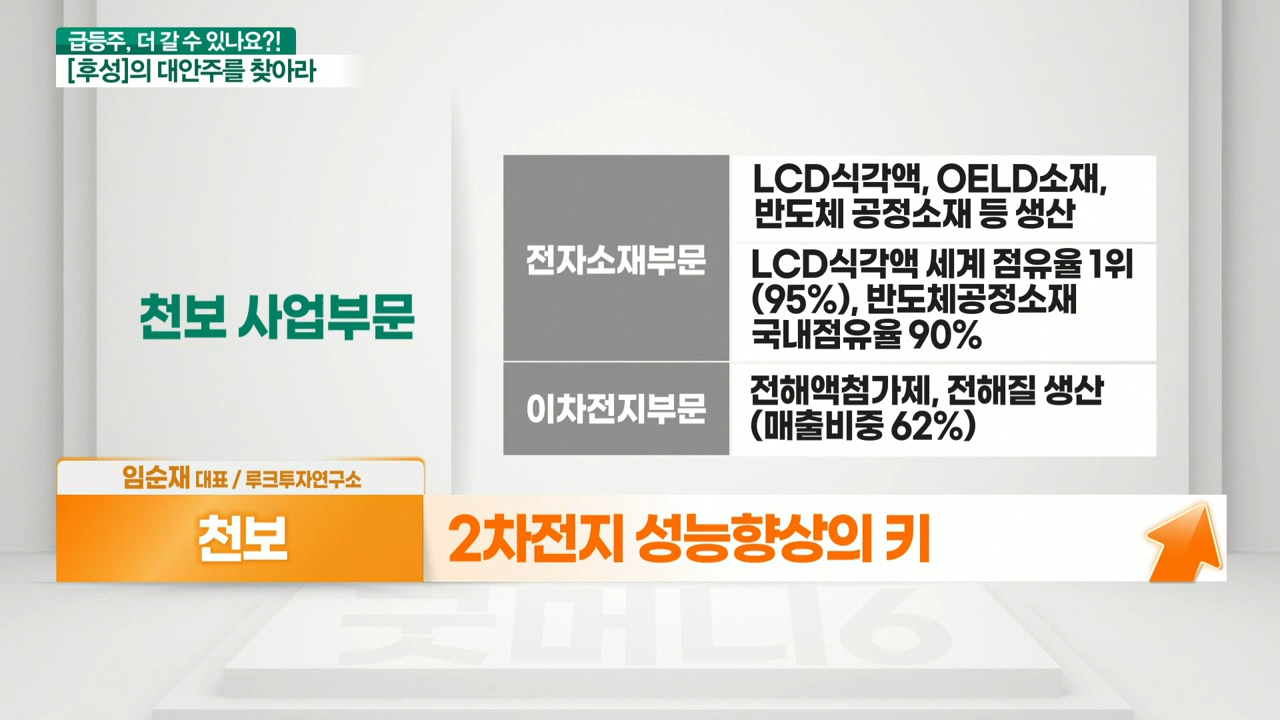 급등주, 더 갈 수 있나요?!
[후성]의 대안주를 찾아라
천보 사업부문
전자소재부문
LCD식각액, OELD소재,
반도체 공정소재 등 생산
LCD식각액 세계 점유율 1위
(95%), 반도체공정소재
국내점유율 90%
이차전지부문
전해액첨가제, 전해질 생산
(매출비중 62%)
임순재 대표 / 루크투자연구소
천보
2차전지 성능향상의 키
굿머니6